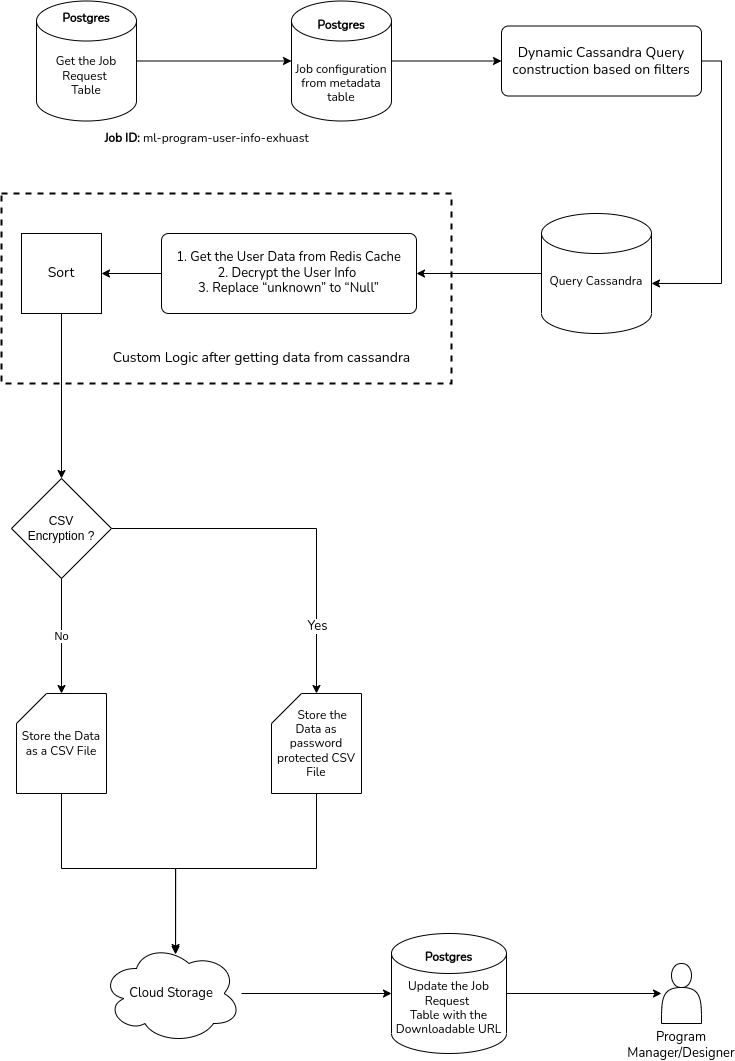 Postgres
Get the Job
Request
Table
Postgres
Job configuration
from metadata
table
Dynamic Cassandra Query
construction based on filters
Job ID: ml-program-user-info-exhuast
Sort
1. Get the User Data from Redis Cache
2. Decrypt the User Info
3. Replace “unknown” to “Null”
Query Cassandra
Custom Logic after getting data from cassandra
CSV
Encryption ?
No
Yes
Store the Data
as a CSV File
Store the
Data as
password
protected CSV
File
Cloud Storage
Postgres
Update the Job
Request
Table with the
Downloadable URL
Program
Manager/Designer